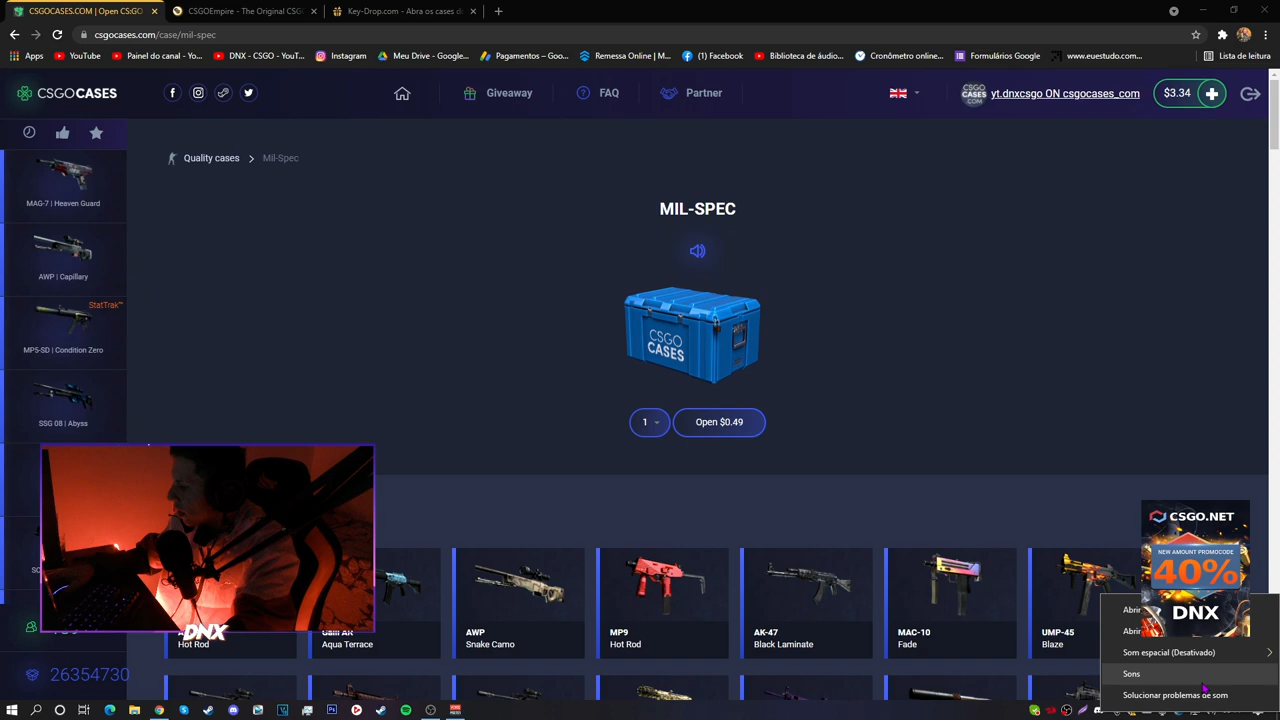 CSGOCASES.COM | Open CS:GO
CSGOEmpire - The Original CSG
Key-Drop.com - Abra os cases d
csgocases.com/case/mil-spec
Apps
YouTube
Painel do canal - Yo...
DNX - CSGO - YouT...
Instagram
Meu Drive - Google...
Pagamentos – Goo...
Remessa Online | M...
(1) Facebook
Biblioteca de áudio...
Cronômetro online...
Formulários Google
www.euestudo.com...
Lista de leitura
CSGOCASES
Giveaway
FAQ
Partner
CSGO
CASES
COM
yt.dnxcsgo ON csgocases_com
$3.34
Quality cases
Mil-Spec
MAG-7 | Heaven Guard
AWP | Capillary
StatTrak™
MP5-SD | Condition Zero
SSG 08 | Abyss
MIL-SPEC
CSGO
CASES
1
Open $0.49
Hot Rod
Galil AR
Aqua Terrace
AWP
Snake Camo
MP9
Hot Rod
AK-47
Black Laminate
MAC-10
Fade
UMP-45
Blaze
DNX
26354730
CSGO.NET
NEW AMOUNT PROMOCODE
40%
DNX
Abrir
Abrir
Som espacial (Desativado)
Sons
Solucionar problemas de som